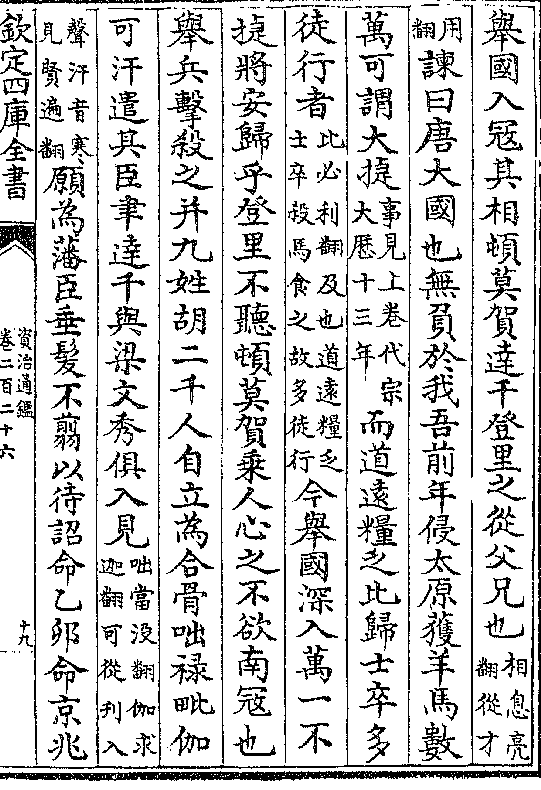 舉國入冦其相頓莫賀達干登里之從父兄也相息亮翻從才
用翻諫曰唐大國也無負於我吾前年侵太原獲羊馬數
萬可謂大捷事見上卷代宗大厯十三年而道遠糧乏比歸士卒多
徒行者比必利翻及也道遠糧乏士卒殺馬食之故多徒行今舉國深入萬一不
捷將安歸乎登里不聽頓莫賀乗人心之不欲南冦也
舉兵擊殺之并九姓胡二千人自立為合骨咄禄毗伽
可汗遣其臣聿達干與梁文秀俱入見咄當没翻伽求迦翻可從刋入
聲汗音寒見賢遍翻願為藩臣垂髮不翦以待詔命乙卯命京兆
欽定四庫全書
資治通鑑
卷二百二十六
十九